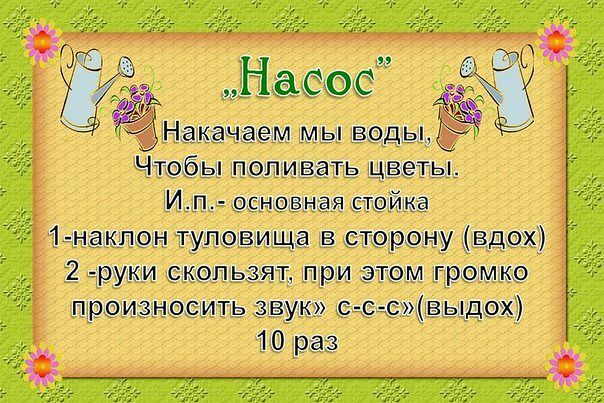 „Насос”
Накачаем мы воды,
Чтобы поливать цветы.
И.п.- основная стойка
1-наклон туловища в сторону (вдох)
2 -руки скользят, при этом громко
произносить звук» с-с-с»(выдох)
10 раз